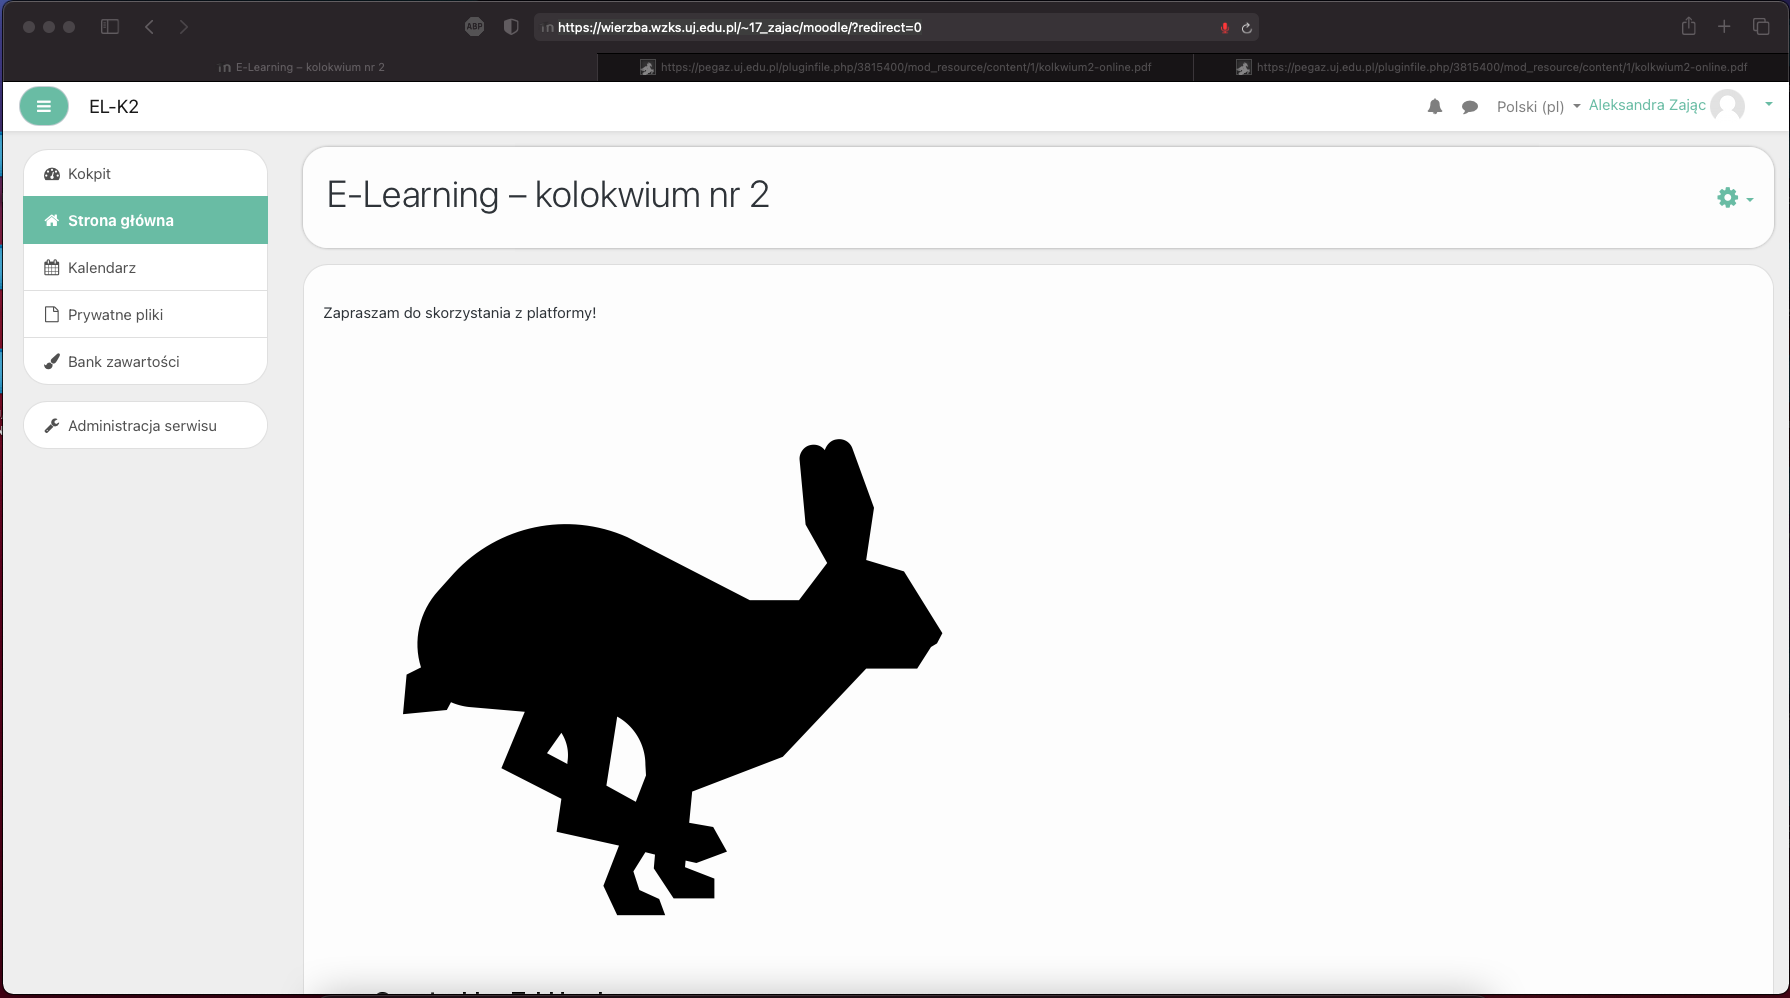 ABP
https://wierzba.wzks.uj.edu.pl/~17_zajac/moodle/?redirect=0
E-Learning – kolokwium nr 2
https://pegaz.uj.edu.pl/pluginfile.php/3815400/mod_resource/content/1/kolkwium2-online.pdf
https://pegaz.uj.edu.pl/pluginfile.php/3815400/mod_resource/content/1/kolkwium2-online.pdf
EL-K2
Polski (pl)
Aleksandra Zając
Kokpit
Strona główna
Kalendarz
Prywatne pliki
Bank zawartości
Administracja serwisu
E-Learning – kolokwium nr 2
Zapraszam do skorzystania z platformy!